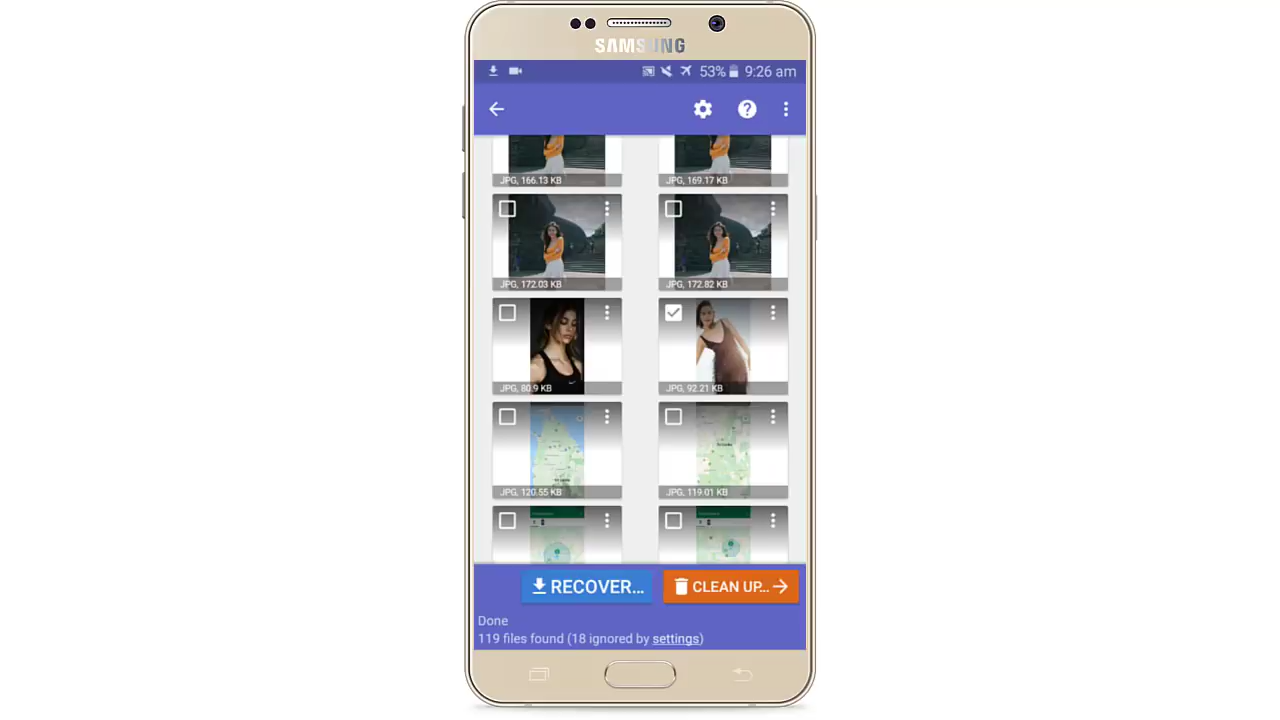 SAMSUNG
53% 9:26 am
JPG, 166.13 KB
JPG, 169.17 KB
JPG, 172.03 KB
JPG, 172.82 KB
JPG, 80.9 KB
JPG, 92.21 KB
JPG, 120.55 KB
JPG, 119.01 KB
RECOVER...
CLEAN UP...
Done
119 files found (18 ignored by settings)